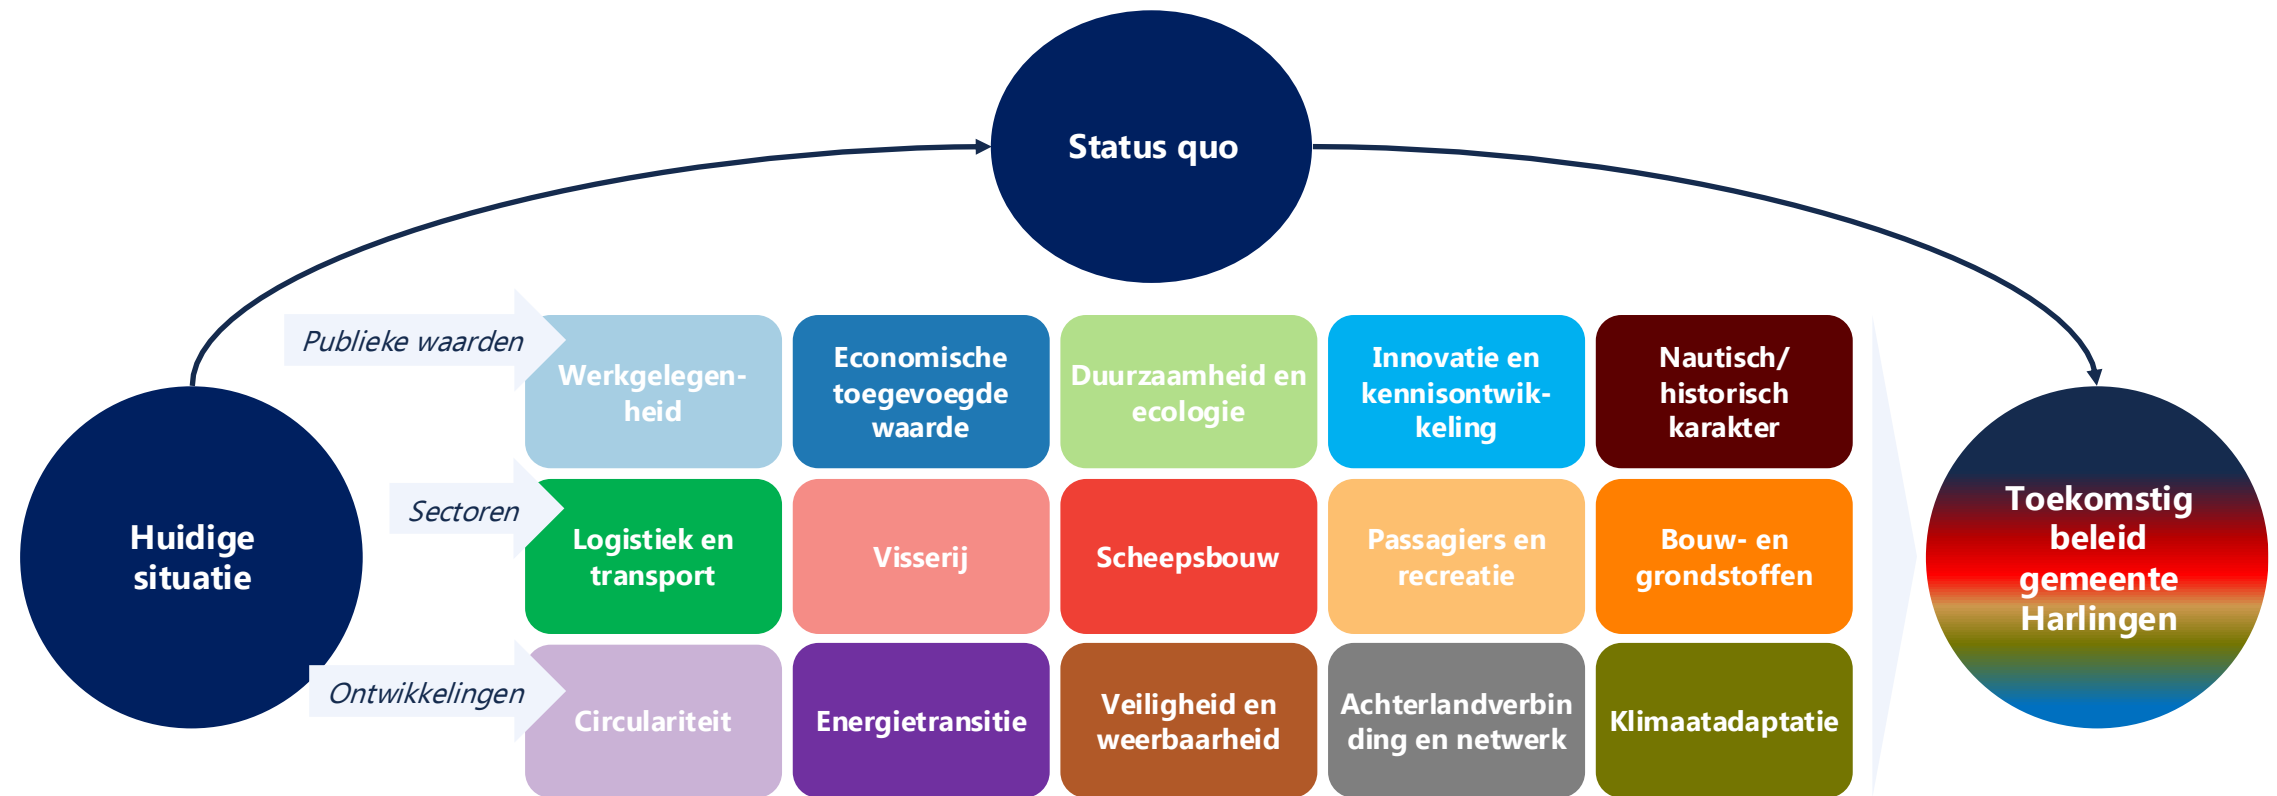 Status quo
Publieke waarden
Werkgelegen-
heid
Economische
toegevoegde
waarde
Duurzaamheid en
ecologie
Innovatie en
kennisontwik-
keling
Nautisch/
historisch
karakter
Huidige
situatie
Sectoren
Logistiek en
transport
Visserij
Scheepsbouw
Passagiers en
recreatie
Bouw- en
grondstoffen
Toekomstig
beleid
gemeente
Harlingen
Ontwikkelingen
Circulariteit
Energietransitie
Veiligheid en
weerbaarheid
Achterlandverbin
ding en netwerk
Klimaatadaptatie